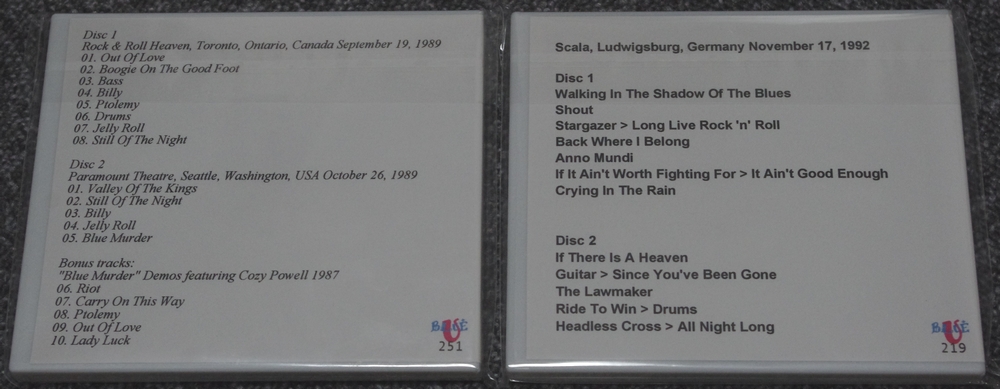 Disc 1
Rock & Roll Heaven, Toronto, Ontario, Canada September 19, 1989
01. Out Of Love
02. Boogie On The Good Foot
03. Bass
04. Billy
05. Ptolemy
06. Drums
07. Jelly Roll
08. Still Of The Night
Disc 2
Paramount Theatre, Seattle, Washington, USA October 26, 1989
01. Valley Of The Kings
02. Still Of The Night
03. Billy
04. Jelly Roll
05. Blue Murder
Bonus tracks:
"Blue Murder" Demos featuring Cozy Powell 1987
06. Riot
07. Carry On This Way
08. Ptolemy
09. Out Of Love
10. Lady Luck
251
Scala, Ludwigsburg, Germany November 17, 1992
Disc 1
Walking In The Shadow Of The Blues
Shout
Stargazer > Long Live Rock 'n' Roll
Back Where I Belong
Anno Mundi
If It Ain't Worth Fighting For > It Ain't Good Enough
Crying In The Rain
Disc 2
If There Is A Heaven
Guitar > Since You've Been Gone
The Lawmaker
Ride To Win > Drums
Headless Cross > All Night Long
219